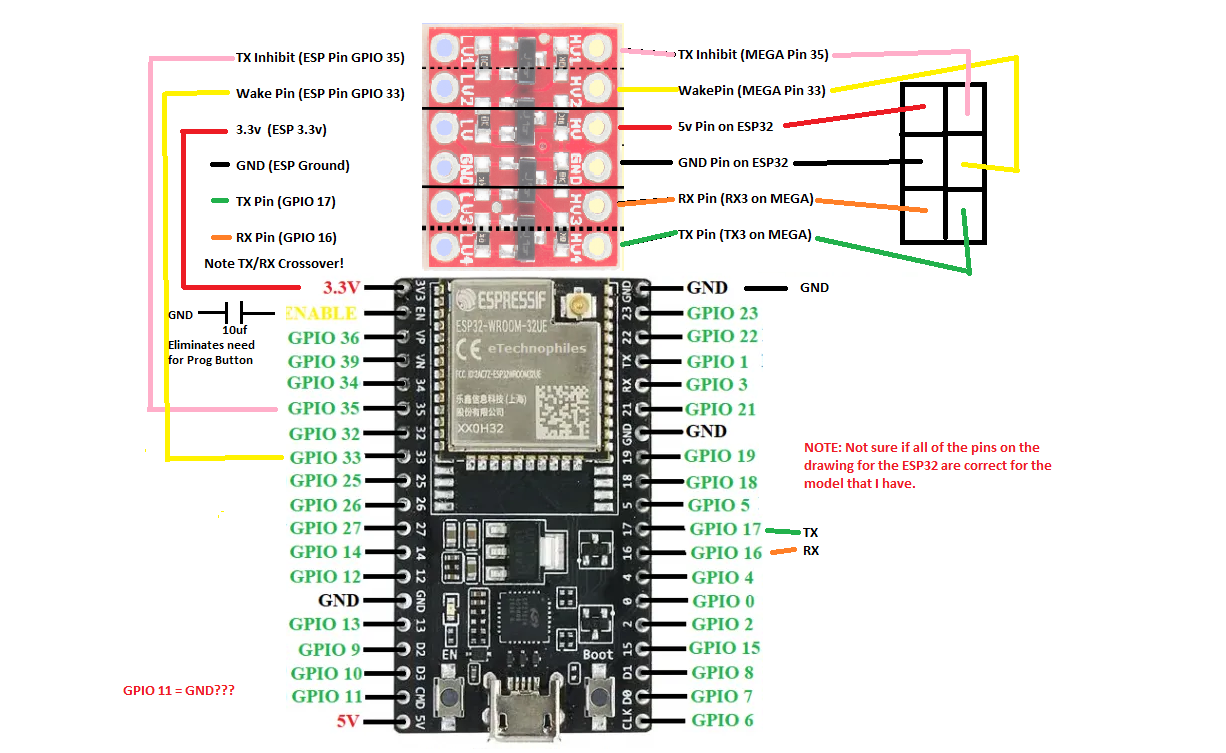 TX Inhibit (ESP Pin GPIO 35)
Wake Pin (ESP Pin GPIO 33)
3.3v (ESP 3.3v)
GND (ESP Ground)
TX Pin (GPIO 17)
RX Pin (GPIO 16)
Note TX/RX Crossover!
LV1
LV2
LV
GND
LV3
LV4
HV1
HV2
HV
GND
HV3
HV4
TX Inhibit (MEGA Pin 35)
WakePin (MEGA Pin 33)
5v Pin on ESP32
GND Pin on ESP32
RX Pin (RX3 on MEGA)
TX Pin (TX3 on MEGA)
GND
10uf
Eliminates need
for Prog Button
3.3V
ENABLE
GPIO 36
GPIO 39
GPIO 34
GPIO 35
GPIO 32
GPIO 33
GPIO 25
GPIO 26
GPIO 27
GPIO 14
GPIO 12
GND
GPIO 13
GPIO 9
GPIO 10
GPIO 11
5V
GPIO 11 = GND???
3V3
EN
VP
VN
34
35
32
33
25
26
27
14
12
GND
13
D2
D3
CMD
5V
ESPRESSIF
ESP32-WROOM-32UE
CE eTechnophiles
FCC ID:2AC7Z-ESP32WROOM32UE
乐鑫信息科技(上海)
股份有限公司
XX0H32
EN
Boot
GND
23
22
TX
RX
21
GND
19
18
5
17
16
4
0
2
15
D1
D0
CLK
GND
GND
GPIO 23
GPIO 22
GPIO 1
GPIO 3
GPIO 21
GND
GPIO 19
GPIO 18
GPIO 5
GPIO 17
TX
GPIO 16
RX
GPIO 4
GPIO 0
GPIO 2
GPIO 15
GPIO 8
GPIO 7
GPIO 6
NOTE: Not sure if all of the pins on the
drawing for the ESP32 are correct for the
model that I have.